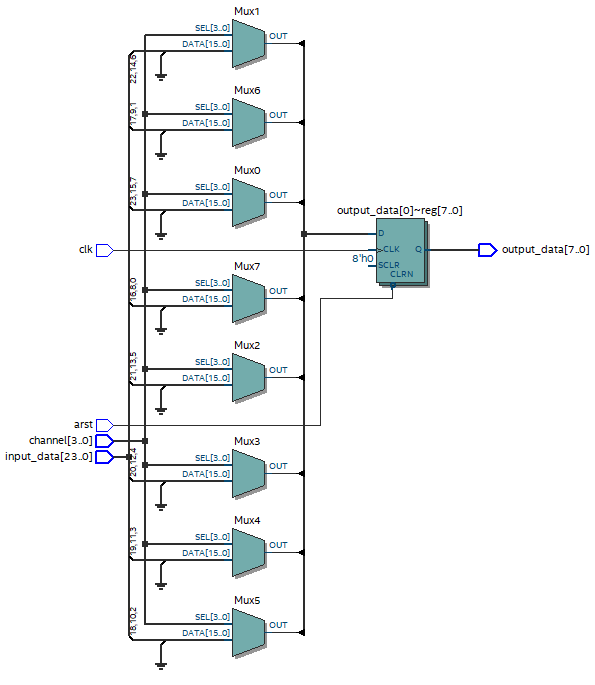 Mux1
SEL[3..0]
DATA[15..0]
OUT
22,14,6
Mux6
SEL[3..0]
DATA[15..0]
OUT
17,9,1
Mux0
SEL[3..0]
DATA[15..0]
OUT
23,15,7
output_data[0]~reg[7..0]
D
CLK
Q
8'h0
SCLR
CLRN
clk
output_data[7..0]
Mux7
SEL[3..0]
DATA[15..0]
OUT
16,8,0
Mux2
SEL[3..0]
DATA[15..0]
OUT
21,13,5
arst
channel[3..0]
input_data[23..0]
Mux3
SEL[3..0]
DATA[15..0]
OUT
20,12,4
Mux4
SEL[3..0]
DATA[15..0]
OUT
19,11,3
Mux5
SEL[3..0]
DATA[15..0]
OUT
18,10,2